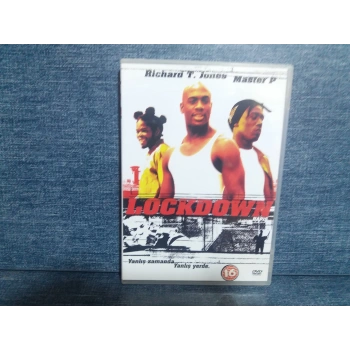 Richard T. Jones
Master P
LOCKDOWN
Yanlış zamanda.
Yanlış yerde.
16
DVD